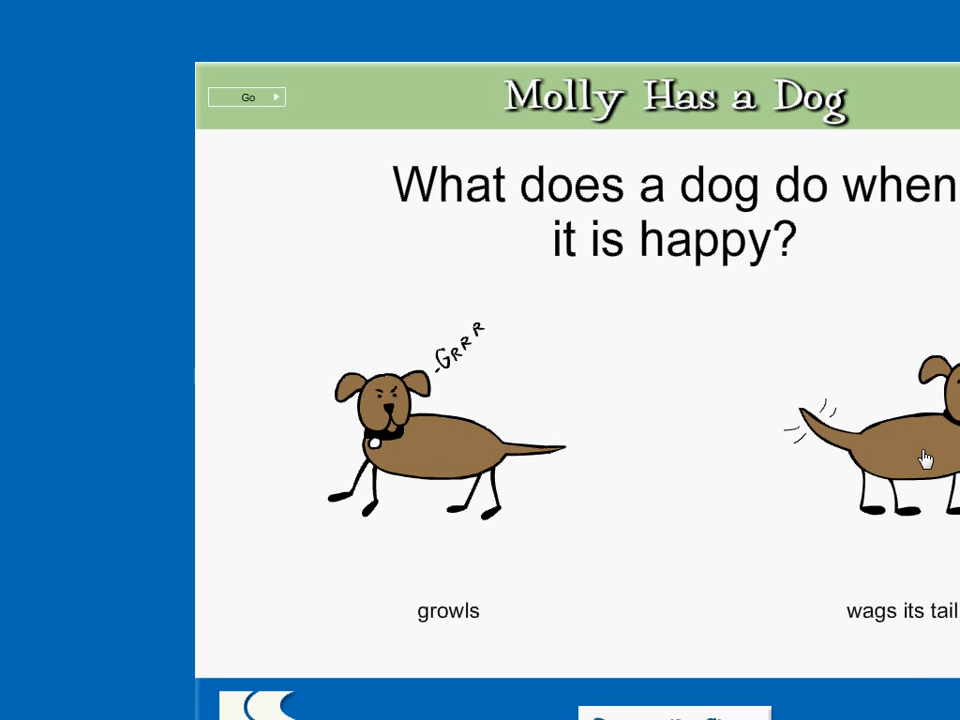 Go
Molly Has a Dog
What does a dog do when
it is happy?
-GRRR
growls
wags its tail